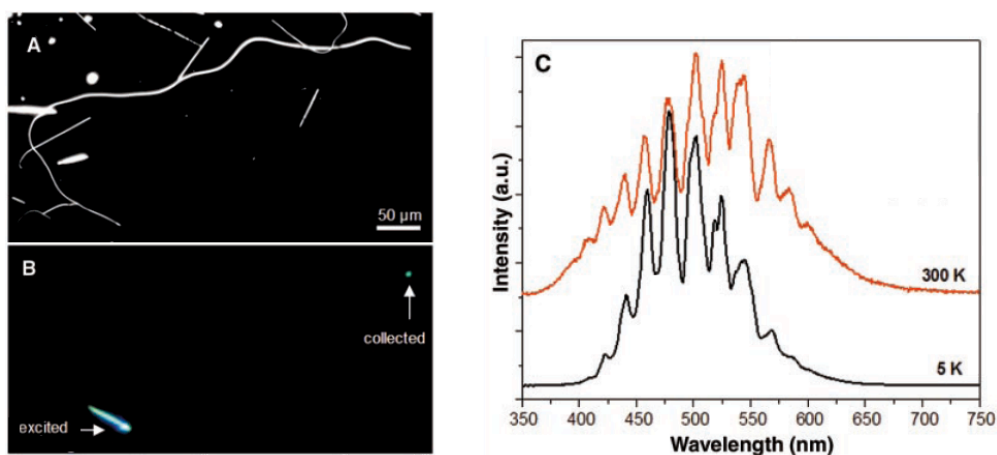 A
50 µm
B
collected
excited
C
Intensity (a.u.)
300 K
5 K
350 400 450 500 550 600 650 700 750
Wavelength (nm)